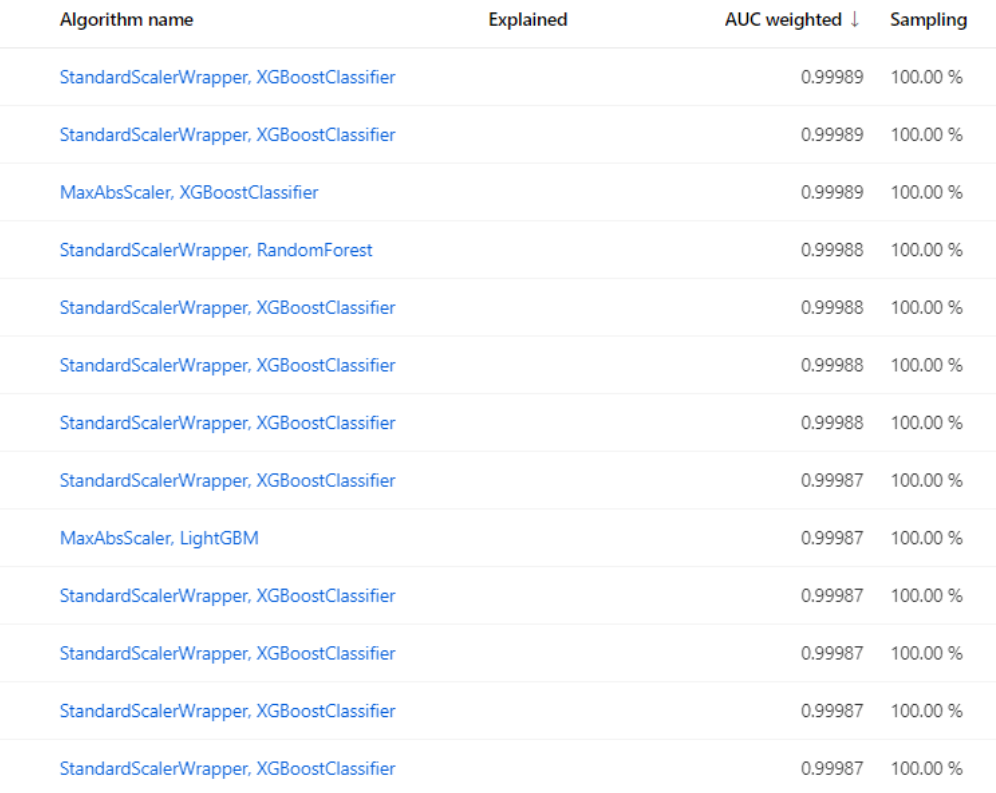 Algorithm name Explained AUC weighted ↓ Sampling
StandardScalerWrapper, XGBoostClassifier 0.99989 100.00 %
StandardScalerWrapper, XGBoostClassifier 0.99989 100.00 %
MaxAbsScaler, XGBoostClassifier 0.99989 100.00 %
StandardScalerWrapper, RandomForest 0.99988 100.00 %
StandardScalerWrapper, XGBoostClassifier 0.99988 100.00 %
StandardScalerWrapper, XGBoostClassifier 0.99988 100.00 %
StandardScalerWrapper, XGBoostClassifier 0.99988 100.00 %
StandardScalerWrapper, XGBoostClassifier 0.99987 100.00 %
MaxAbsScaler, LightGBM 0.99987 100.00 %
StandardScalerWrapper, XGBoostClassifier 0.99987 100.00 %
StandardScalerWrapper, XGBoostClassifier 0.99987 100.00 %
StandardScalerWrapper, XGBoostClassifier 0.99987 100.00 %
StandardScalerWrapper, XGBoostClassifier 0.99987 100.00 %